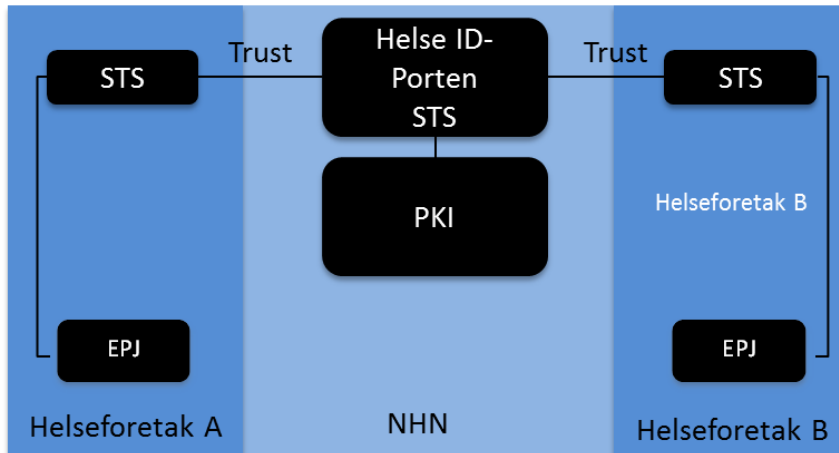 STS
Trust
Helse ID-
Porten
STS
Trust
STS
PKI
Helseforetak B
EPJ
EPJ
Helseforetak A
NHN
Helseforetak B